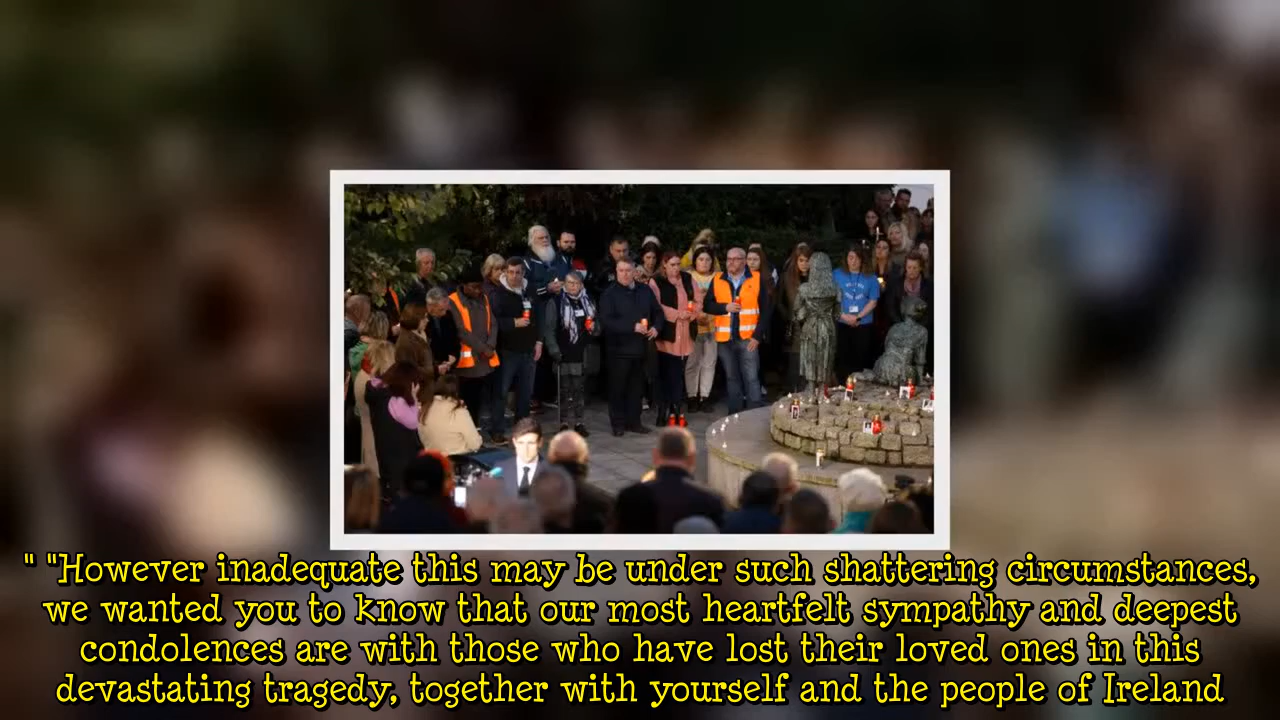 " "However inadequate this may be under such shattering circumstances,
we wanted you to know that our most heartfelt sympathy and deepest
condolences are with those who have lost their loved ones in this
devastating tragedy, together with yourself and the people of Ireland